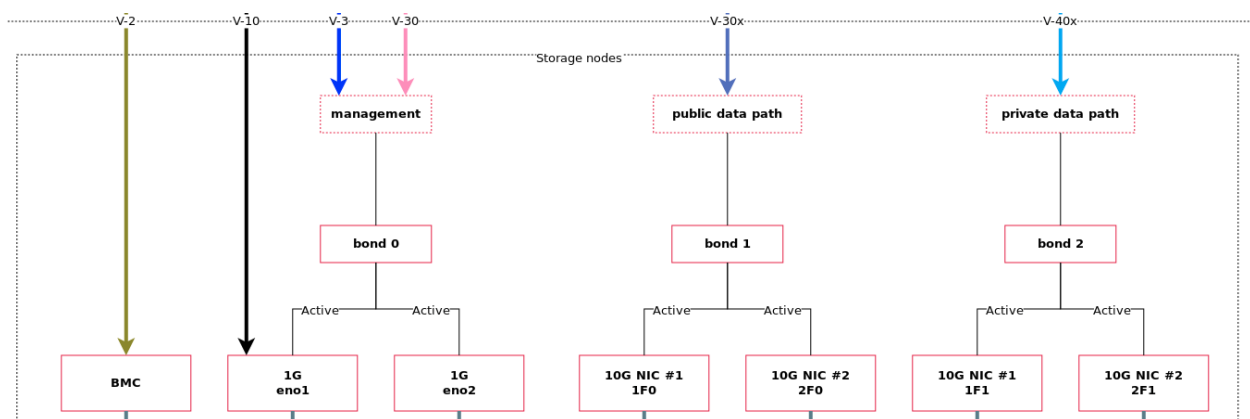 V-2
V-10
V-3
V-30
V-30x
V-40x
Storage nodes
management
public data path
private data path
bond 0
bond 1
bond 2
Active
Active
Active
Active
Active
Active
BMC
1G
eno1
1G
eno2
10G NIC #1
1F0
10G NIC #2
2F0
10G NIC #1
1F1
10G NIC #2
2F1